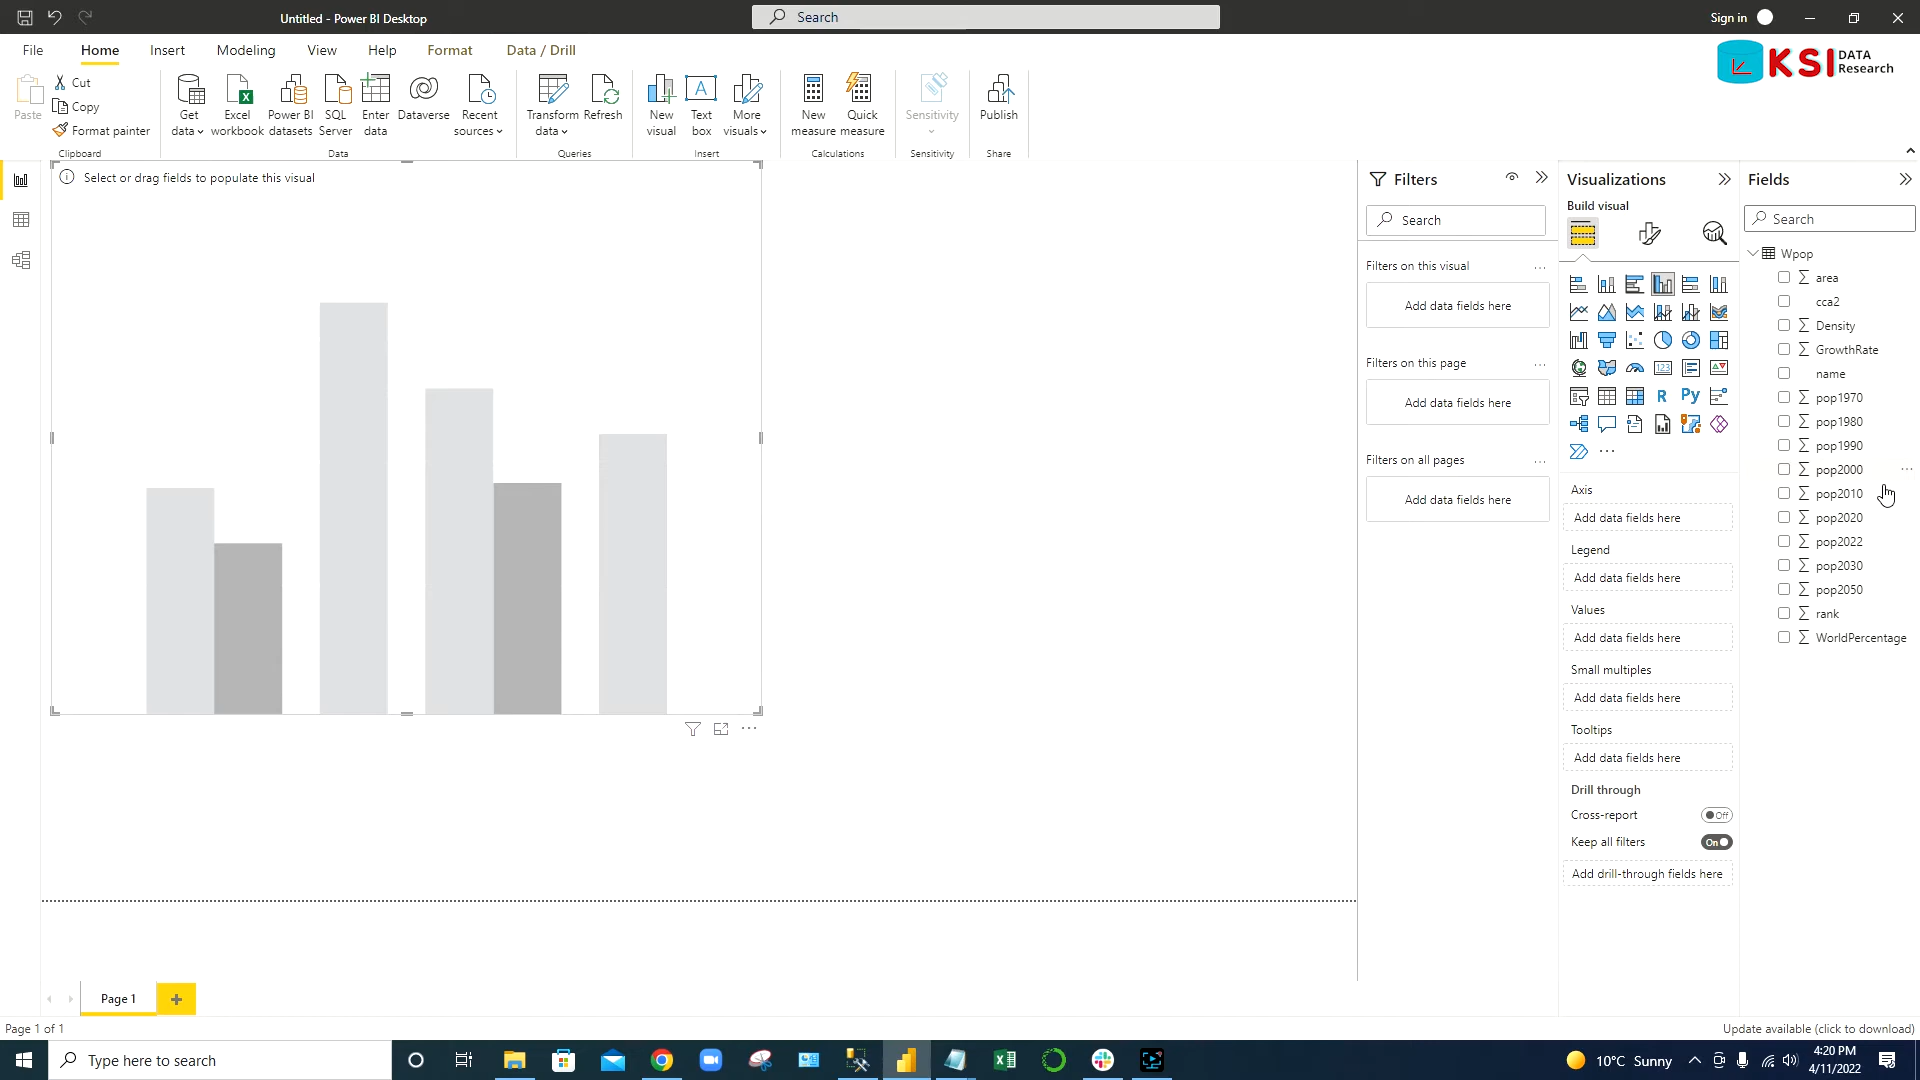 Untitled - Power BI Desktop
Search
Sign in
File
Home
Insert
Modeling
View
Help
Format
Data / Drill
KSI DATA
Research
Paste
Cut
Copy
Format painter
Get
data
Excel
workbook
Power BI
datasets
SQL
Server
Enter
data
Dataverse
Recent
sources
Transform
data
Refresh
New
visual
Text
box
More
visuals
New
measure
Quick
measure
Sensitivity
Publish
Clipboard
Data
Queries
Insert
Calculations
Sensitivity
Share
Select or drag fields to populate this visual
Filters
Search
Filters on this visual
Add data fields here
Filters on this page
Add data fields here
Filters on all pages
Add data fields here
Visualizations
Build visual
123
R
Py
Axis
Add data fields here
Legend
Add data fields here
Values
Add data fields here
Small multiples
Add data fields here
Tooltips
Add data fields here
Drill through
Cross-report
Off
Keep all filters
On
Add drill-through fields here
Fields
Search
Wpop
area
cca2
Density
GrowthRate
name
pop1970
pop1980
pop1990
pop2000
pop2010
pop2020
pop2022
pop2030
pop2050
rank
WorldPercentage
Page 1
Page 1 of 1
Update available (click to download)
Type here to search
10°C Sunny
4:20 PM
4/11/2022